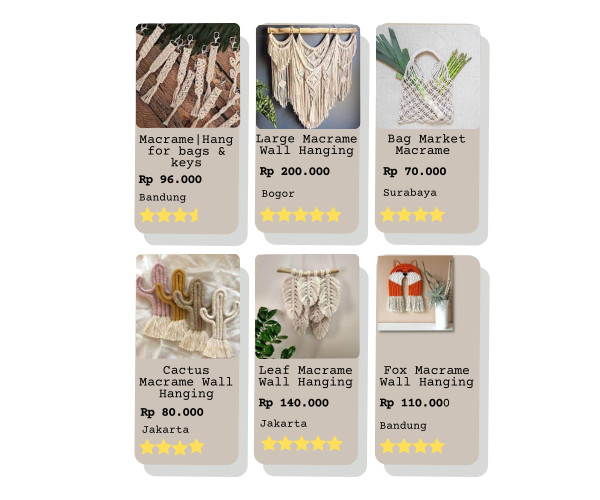 Macrame|Hang
for bags &
keys
Rp 96.000
Bandung
Large Macrame
Wall Hanging
Rp 200.000
Bogor
Bag Market
Macrame
Rp 70.000
Surabaya
Cactus
Macrame Wall
Hanging
Rp 80.000
Jakarta
Leaf Macrame
Wall Hanging
Rp 140.000
Jakarta
Fox Macrame
Wall Hanging
Rp 110.000
Bandung